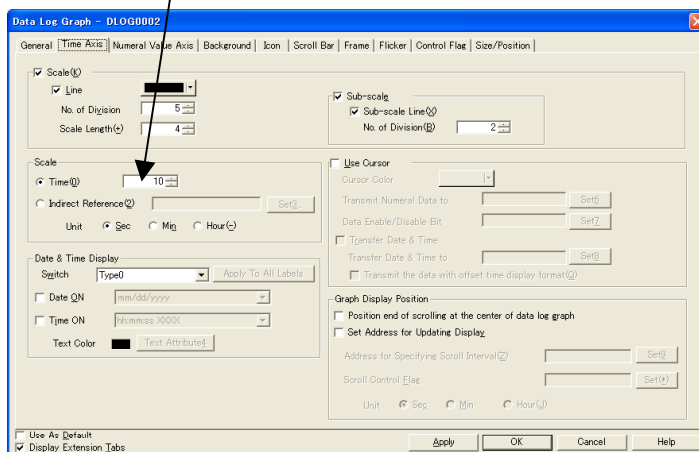 Data Log Graph - DLOG0002
General Time Axis Numeral Value Axis Background Icon Scroll Bar Frame Flicker Control Flag Size/Position
Scale(K)
Line
No. of Division 5
Scale Length(±) 4
Sub-scale
Sub-scale Line(X)
No. of Division(B) 2
Scale
Time(0) 10
Indirect Reference(2) Set3..
Unit Sec Min Hour(-)
Use Cursor
Cursor Color
Transmit Numeral Data to Set6
Data Enable/Disable Bit Set7
Transfer Date & Time
Transfer Date & Time to Set8
Transmit the data with offset time display format(Q)
Date & Time Display
Switch Type0 Apply To All Labels
Date ON mm/dd/yyyy
Time ON hh:mm:ss XXXX
Text Color Text Attribute4
Graph Display Position
Position end of scrolling at the center of data log graph
Set Address for Updating Display
Address for Specifying Scroll Interval(Z) Set9
Scroll Control Flag Set(*)
Unit Sec Min Hour(J)
Use As Default
Display Extension Tabs
Apply OK Cancel Help